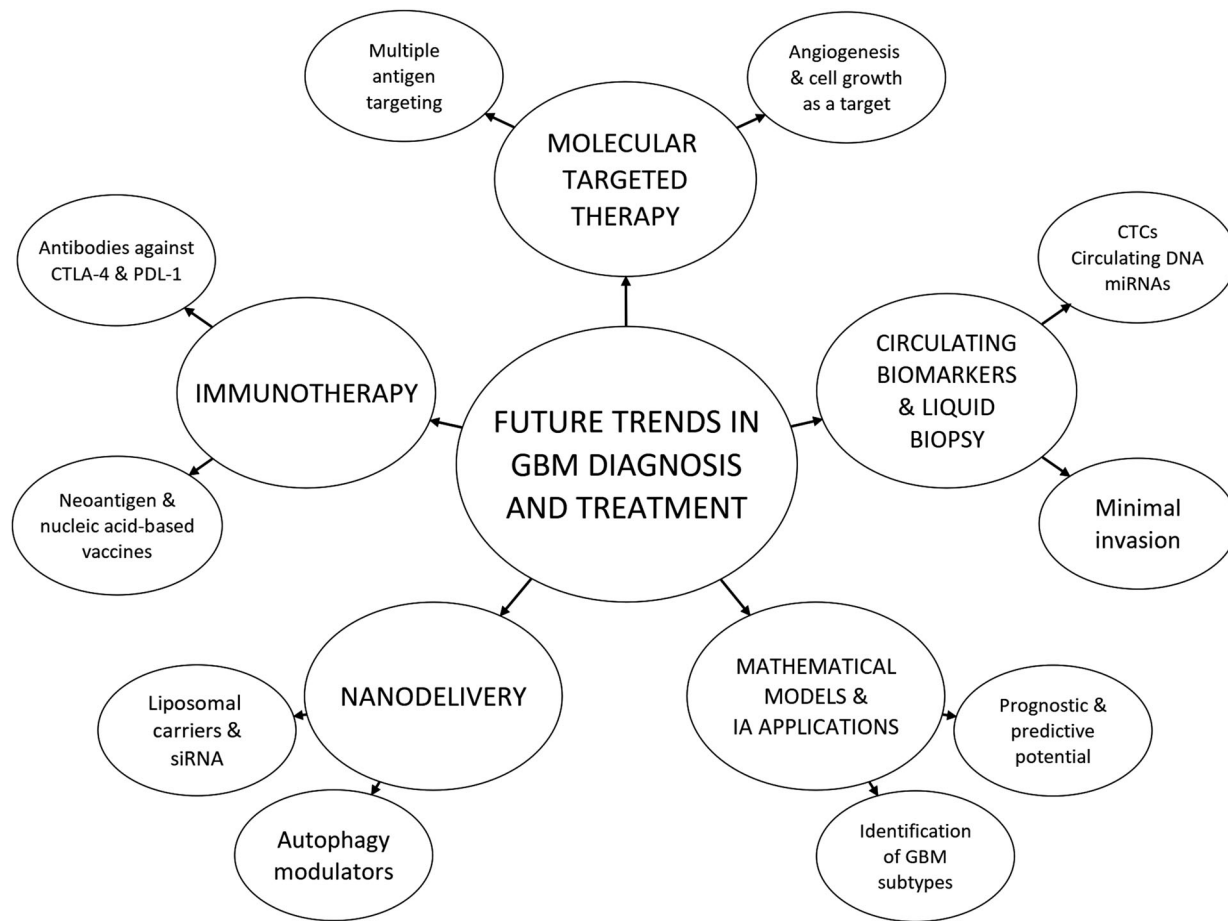 Multiple
antigen
targeting
Angiogenesis
& cell growth
as a target
MOLECULAR
TARGETED
THERAPY
Antibodies against
CTLA-4 & PDL-1
CTCs
Circulating DNA
miRNAs
IMMUNOTHERAPY
CIRCULATING
BIOMARKERS
& LIQUID
BIOPSY
FUTURE TRENDS IN
GBM DIAGNOSIS
AND TREATMENT
Neoantigen &
nucleic acid-based
vaccines
Minimal
invasion
NANODELIVERY
MATHEMATICAL
MODELS &
IA APPLICATIONS
Liposomal
carriers &
siRNA
Prognostic &
predictive
potential
Autophagy
modulators
Identification
of GBM
subtypes